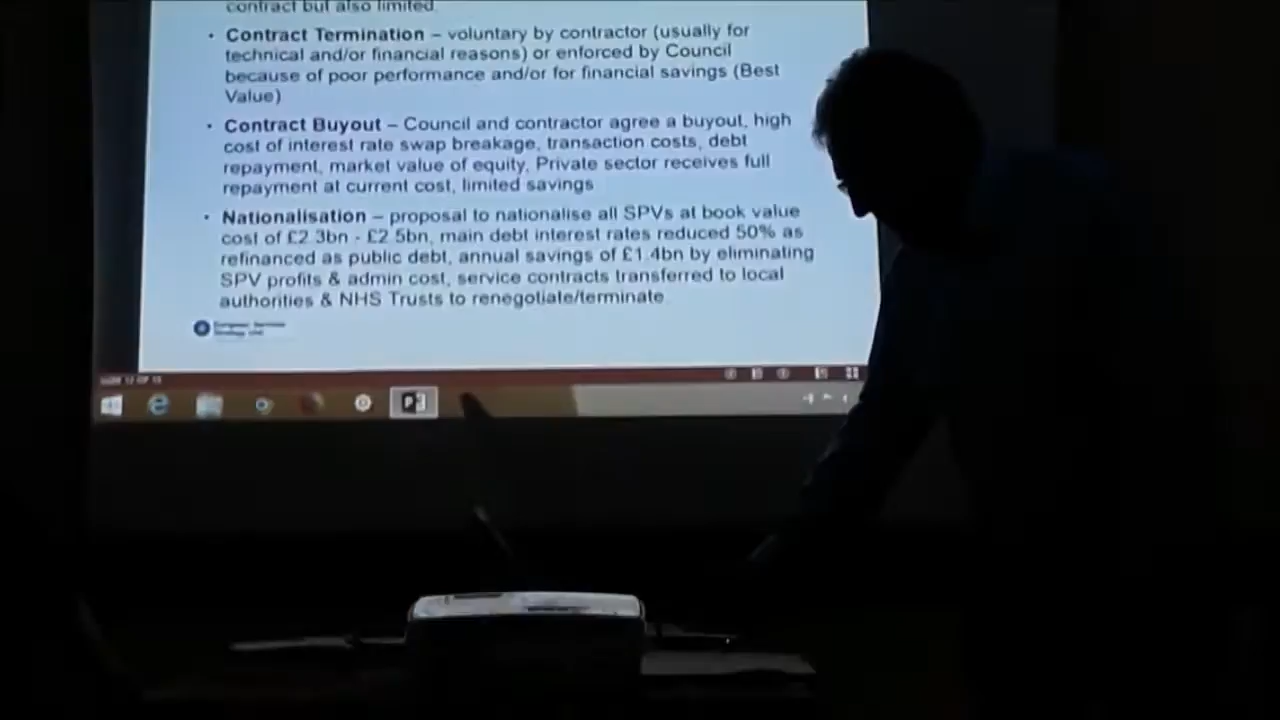 contract but also limited
• Contract Termination – voluntary by contractor (usually for
technical and/or financial reasons) or enforced by Council
because of poor performance and/or for financial savings (Best
Value)
• Contract Buyout – Council and contractor agree a buyout, high
cost of interest rate swap breakage, transaction costs, debt
repayment, market value of equity, Private sector receives full
repayment at current cost, limited savings
• Nationalisation – proposal to nationalise all SPVs at book value
cost of £2.3bn - £2.5bn, main debt interest rates reduced 50% as
refinanced as public debt, annual savings of £1.4bn by eliminating
SPV profits & admin cost, service contracts transferred to local
authorities & NHS Trusts to renegotiate/terminate
European Services
Strategy Unit